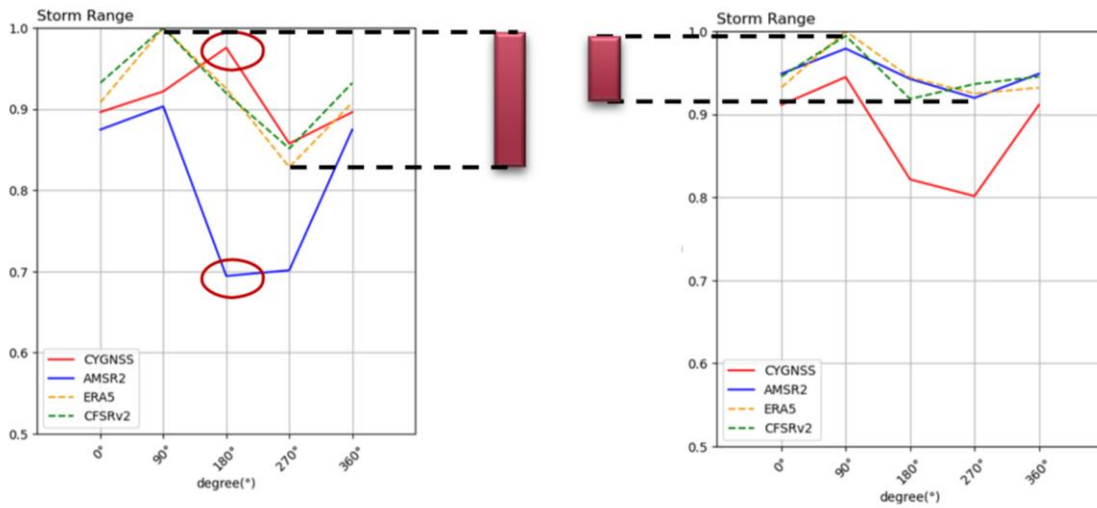 Storm Range
1.0
0.9
0.8
0.7
0.6
0.5
CYGNSS
AMSR2
ERA5
CFSRv2
0°
90°
180°
270°
360°
degree(°)
Storm Range
1.0
0.9
0.8
0.7
0.6
0.5
CYGNSS
AMSR2
ERA5
CFSRv2
0°
90°
180°
270°
360°
degree(°)